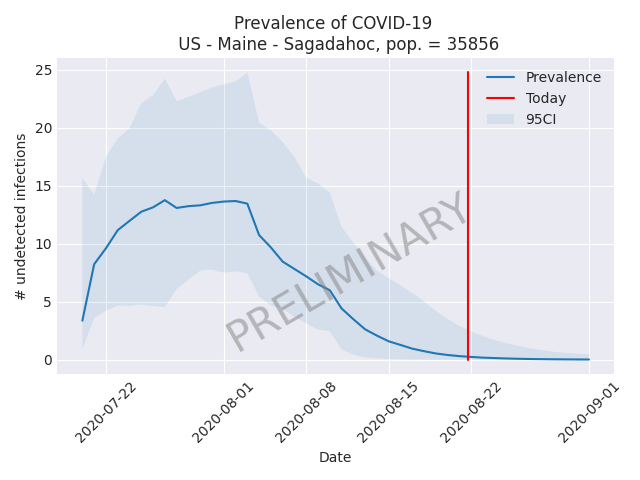 Prevalence of COVID-19
US - Maine - Sagadahoc, pop. = 35856
# undetected infections
25
20
15
10
5
0
Prevalence
Today
95CI
PRELIMINARY
2020-07-22
2020-08-01
2020-08-08
2020-08-15
2020-08-22
2020-09-01
Date